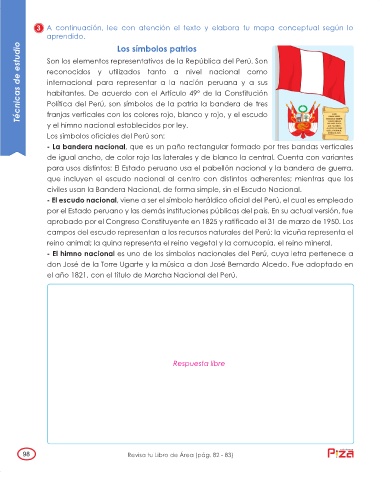 3 A continuación, lee con atención el texto y elabora tu mapa conceptual según lo
aprendido.
Técnicas de estudio
Los símbolos patrios
Son los elementos representativos de la República del Perú. Son
reconocidos y utilizados tanto a nivel nacional como
internacional para representar a la nación peruana y a sus
habitantes. De acuerdo con el Artículo 49° de la Constitución
Política del Perú, son símbolos de la patria la bandera de tres
franjas verticales con los colores rojo, blanco y rojo, y el escudo
y el himno nacional establecidos por ley.
Los símbolos oficiales del Perú son:
- La bandera nacional, que es un paño rectangular formado por tres bandas verticales
de igual ancho, de color rojo las laterales y de blanco la central. Cuenta con variantes
para usos distintos: El Estado peruano usa el pabellón nacional y la bandera de guerra,
que incluyen el escudo nacional al centro con distintos adherentes; mientras que los
civiles usan la Bandera Nacional, de forma simple, sin el Escudo Nacional.
- El escudo nacional, viene a ser el símbolo heráldico oficial del Perú, el cual es empleado
por el Estado peruano y las demás instituciones públicas del país. En su actual versión, fue
aprobado por el Congreso Constituyente en 1825 y ratificado el 31 de marzo de 1950. Los
campos del escudo representan a los recursos naturales del Perú: la vicuña representa el
reino animal; la quina representa el reino vegetal y la cornucopia, el reino mineral.
- El himno nacional es uno de los símbolos nacionales del Perú, cuya letra pertenece a
don José de la Torre Ugarte y la música a don José Bernardo Alcedo. Fue adoptado en
el año 1821, con el título de Marcha Nacional del Perú.
Respuesta libre
98
Revisa tu Libro de Área (pág. 82 - 83)
Pizà